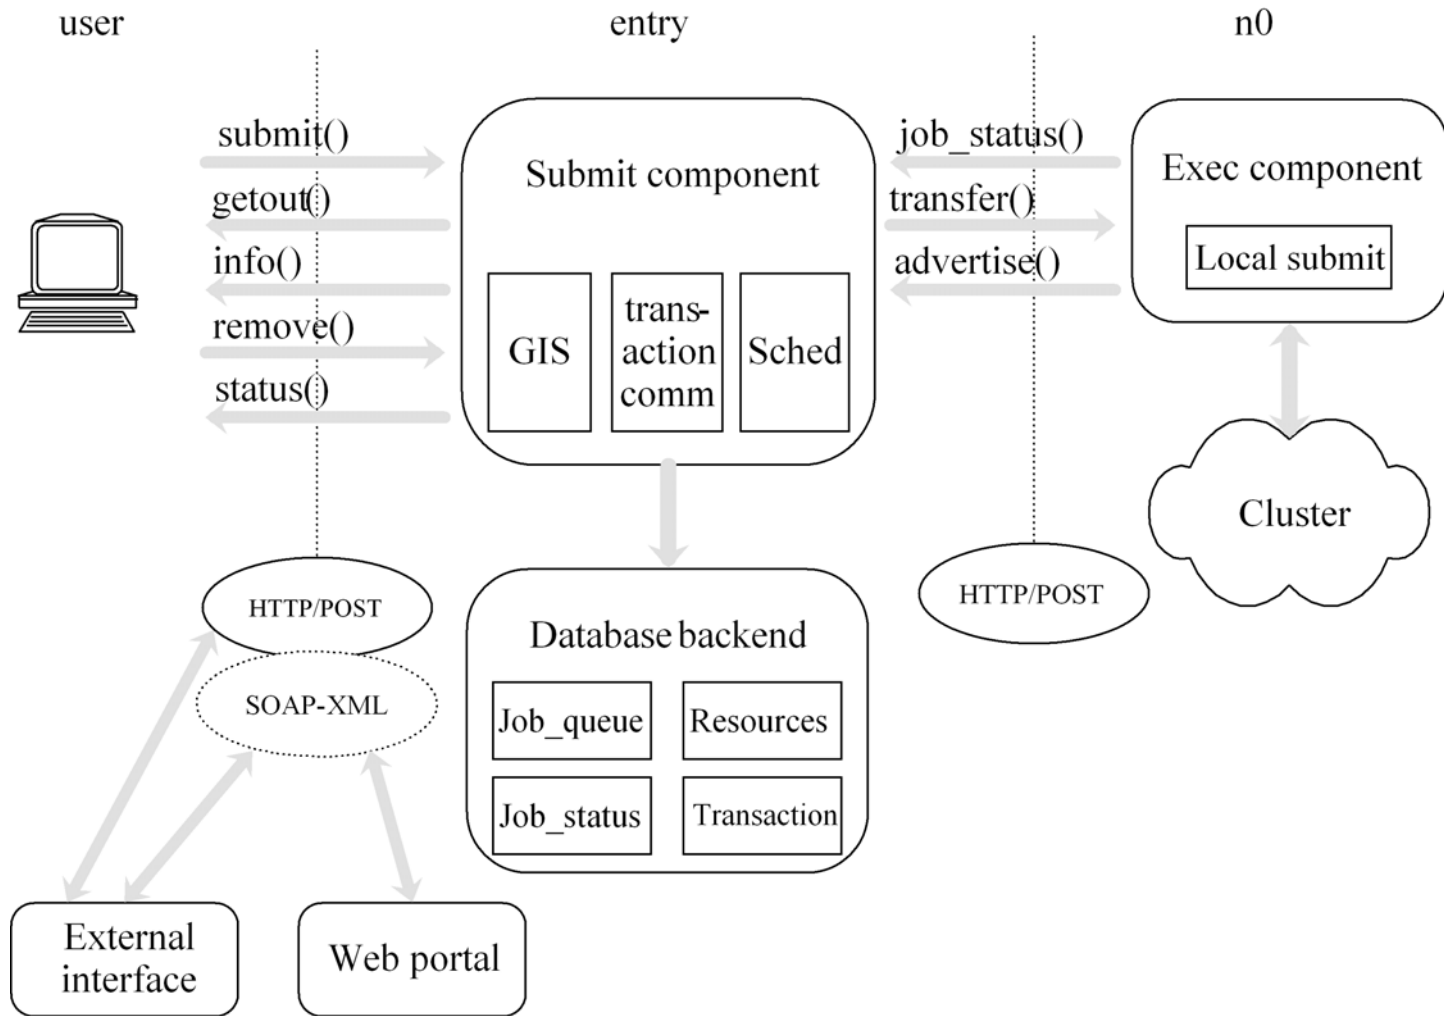 user
entry
n0
submit()
getout()
info()
remove()
status()
Submit component
GIS
trans-
action
comm
Sched
job_status()
transfer()
advertise()
Exec component
Local submit
Cluster
HTTP/POST
SOAP-XML
HTTP/POST
Database backend
Job_queue
Resources
Job_status
Transaction
External
interface
Web portal